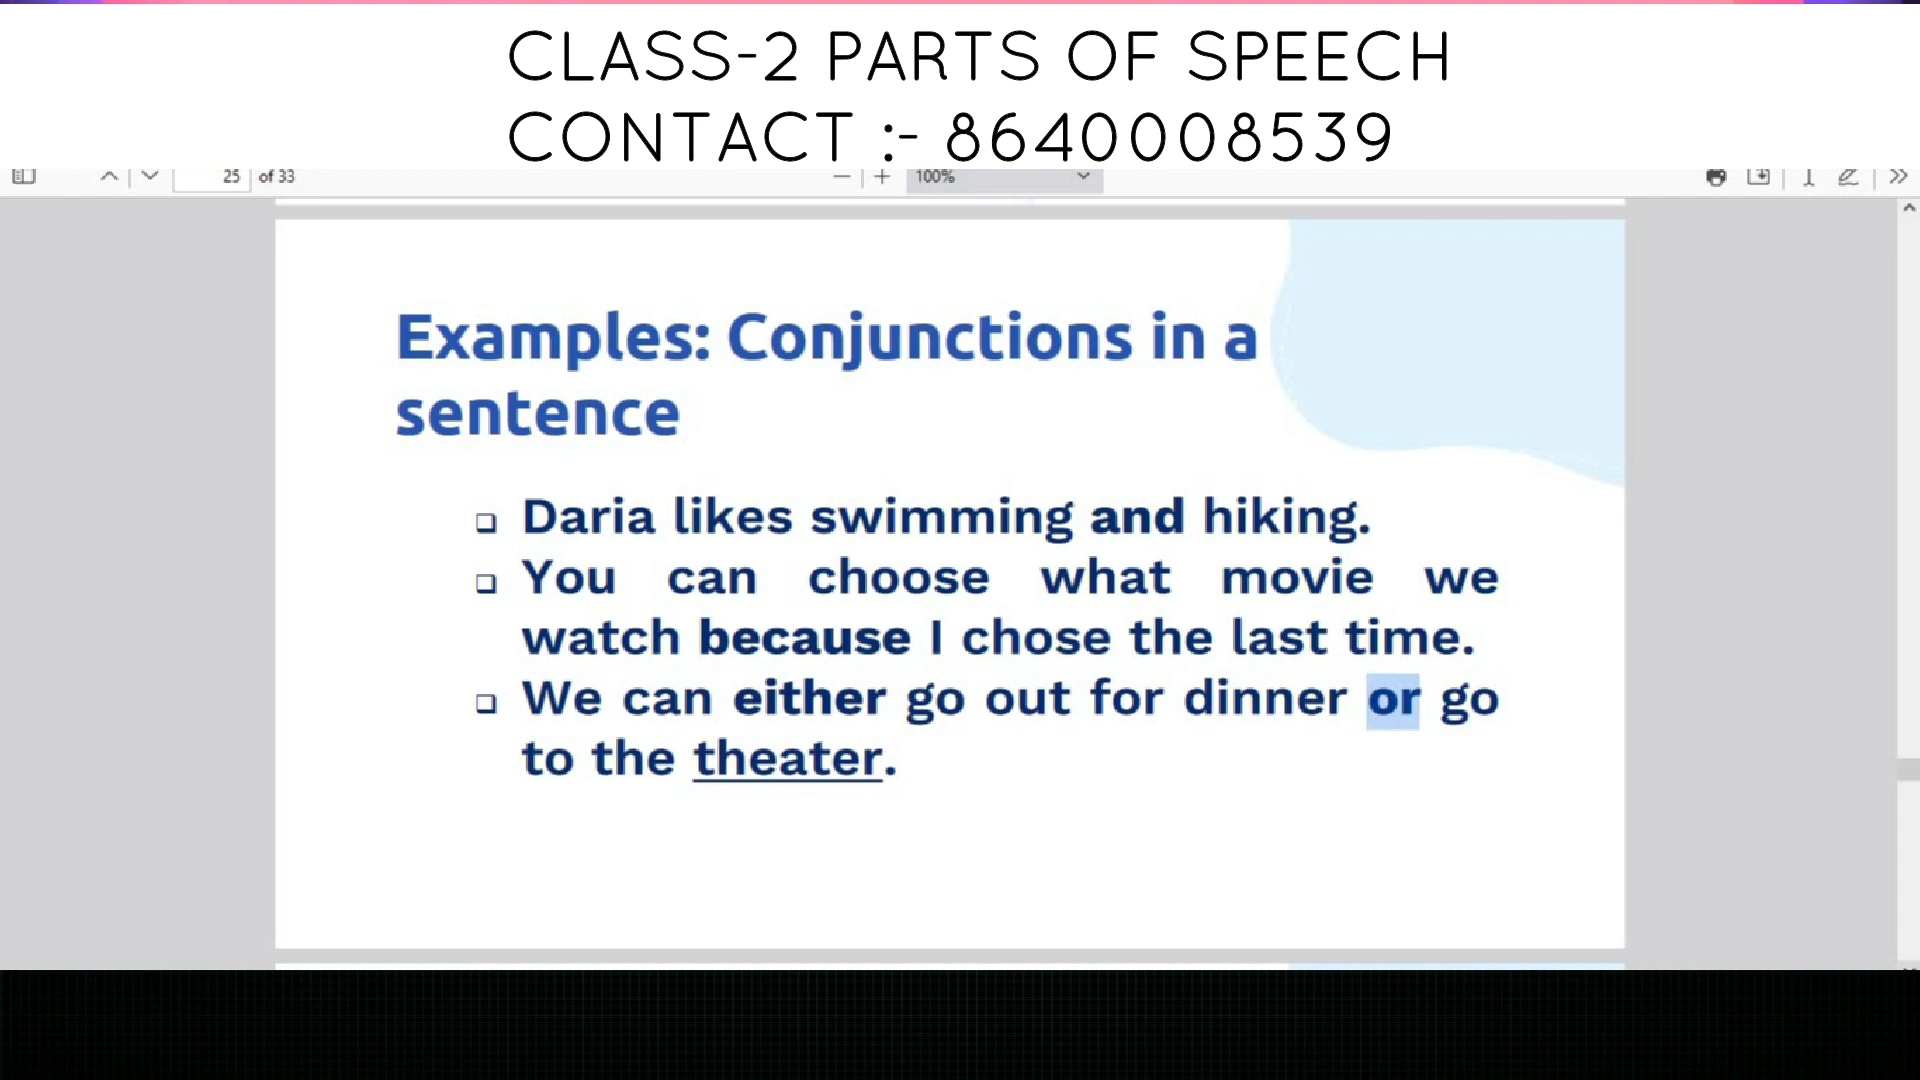 CLASS-2 PARTS OF SPEECH
CONTACT :- 8640008539
25 of 33
100%
Examples: Conjunctions in a
sentence
❑ Daria likes swimming and hiking.
❑ You can choose what movie we
watch because I chose the last time.
❑ We can either go out for dinner or go
to the theater.